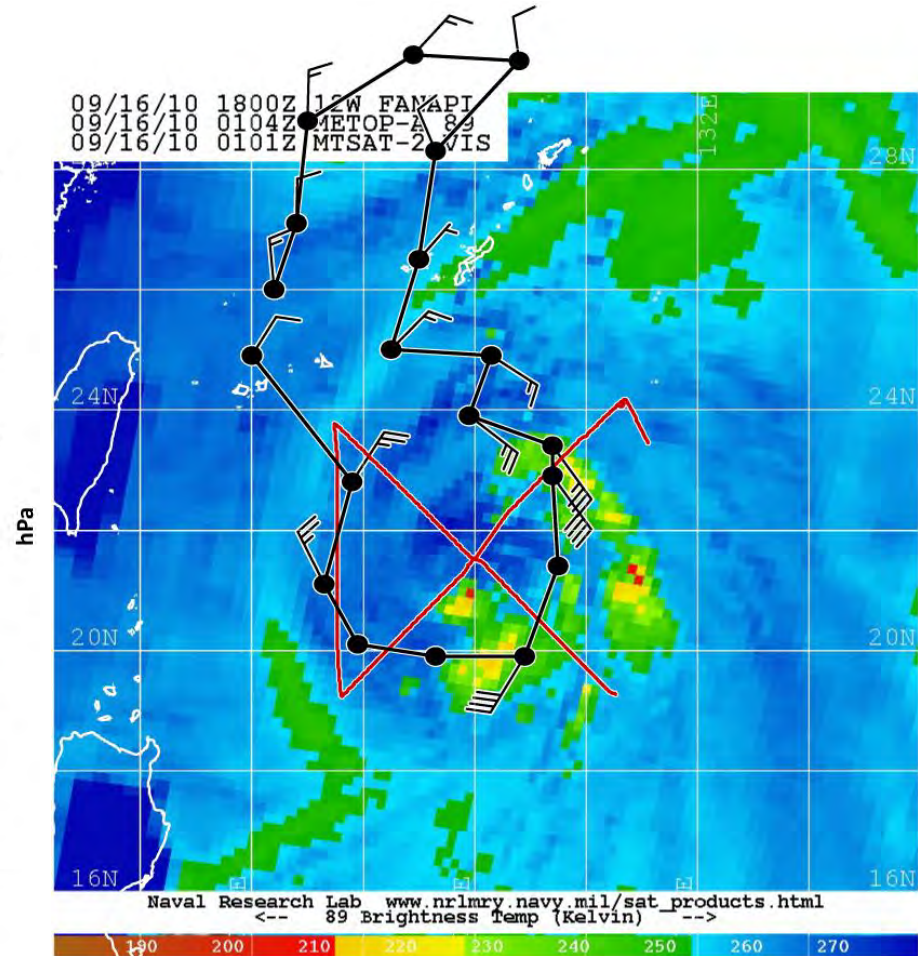 09/16/10 1800Z 12W FANAPI
09/16/10 0104Z METOP-A 89
09/16/10 0101Z MTSAT-2 VIS
132E
28N 28N
24N 24N
hPa
20N 20N
16N 16N
E E E
Naval Research Lab www.nrlmry.navy.mil/sat_products.html
<-- 89 Brightness Temp (Kelvin) -->
190 200 210 220 230 240 250 260 270